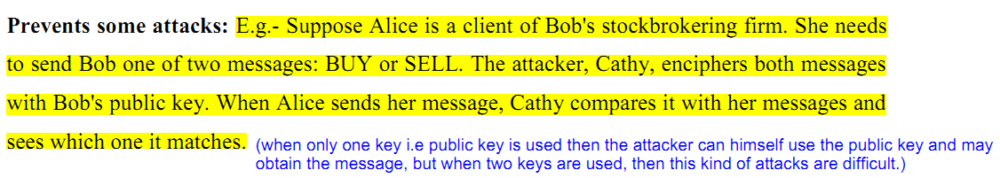 Prevents some attacks: E.g.- Suppose Alice is a client of Bob's stockbrokering firm. She needs
to send Bob one of two messages: BUY or SELL. The attacker, Cathy, enciphers both messages
with Bob's public key. When Alice sends her message, Cathy compares it with her messages and
sees which one it matches. (when only one key i.e public key is used then the attacker can himself use the public key and may
obtain the message, but when two keys are used, then this kind of attacks are difficult.)